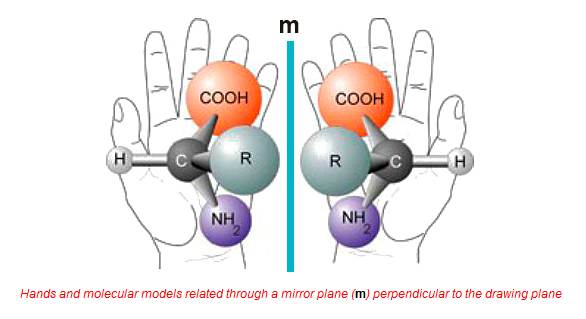 m
COOH COOH
H C R R C H
NH2 NH2
Hands and molecular models related through a mirror plane (m) perpendicular to the drawing plane